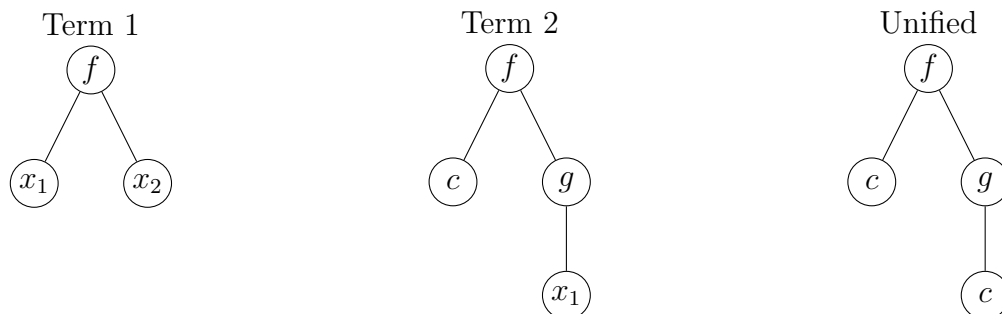 Term 1 Term 2 Unified
f f f
x₁ x₂ c g c g
x₁ c